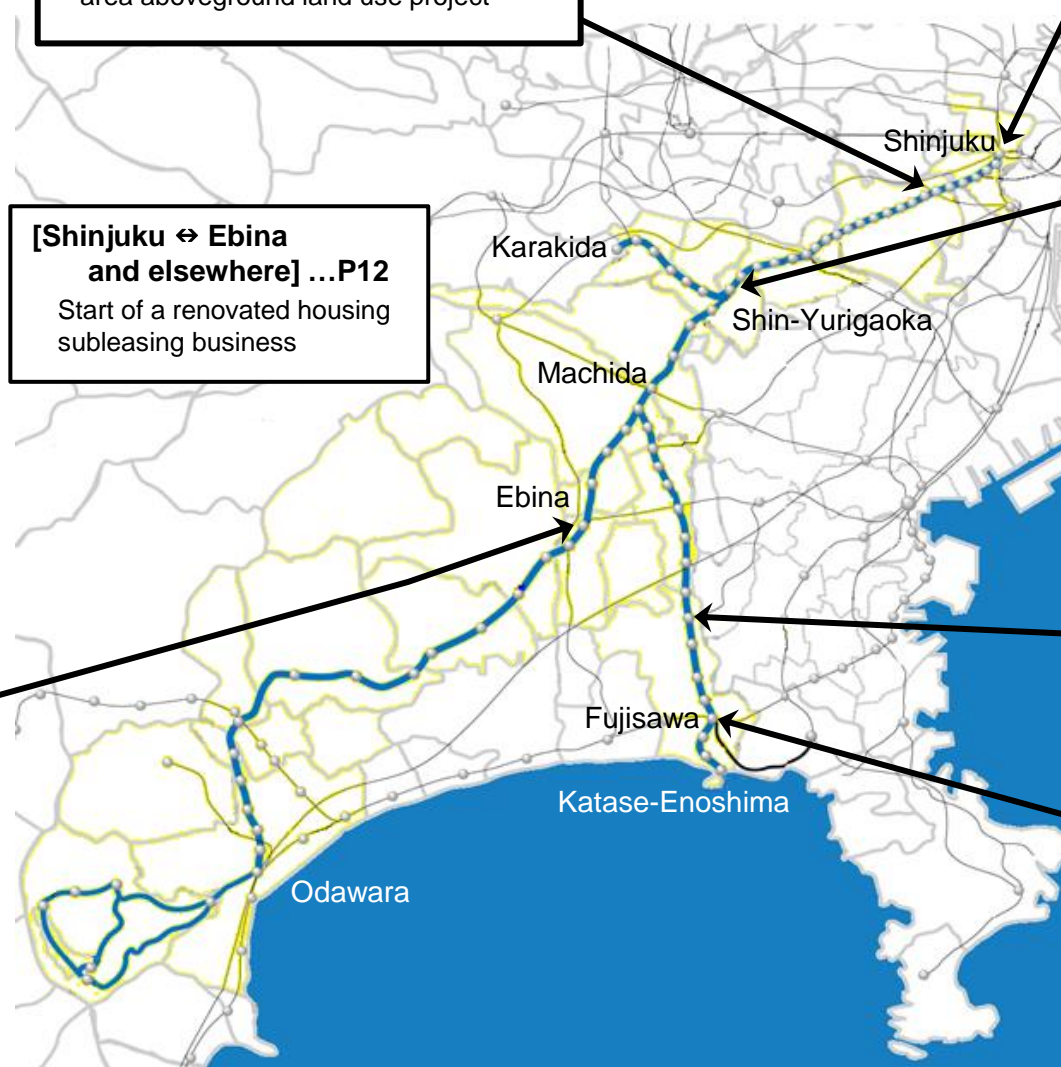 area aboveground land use project
Shinjuku
[Shinjuku ⇔ Ebina
and elsewhere] …P12
Start of a renovated housing
subleasing business
Karakida
Shin-Yurigaoka
Machida
Ebina
Fujisawa
Katase-Enoshima
Odawara